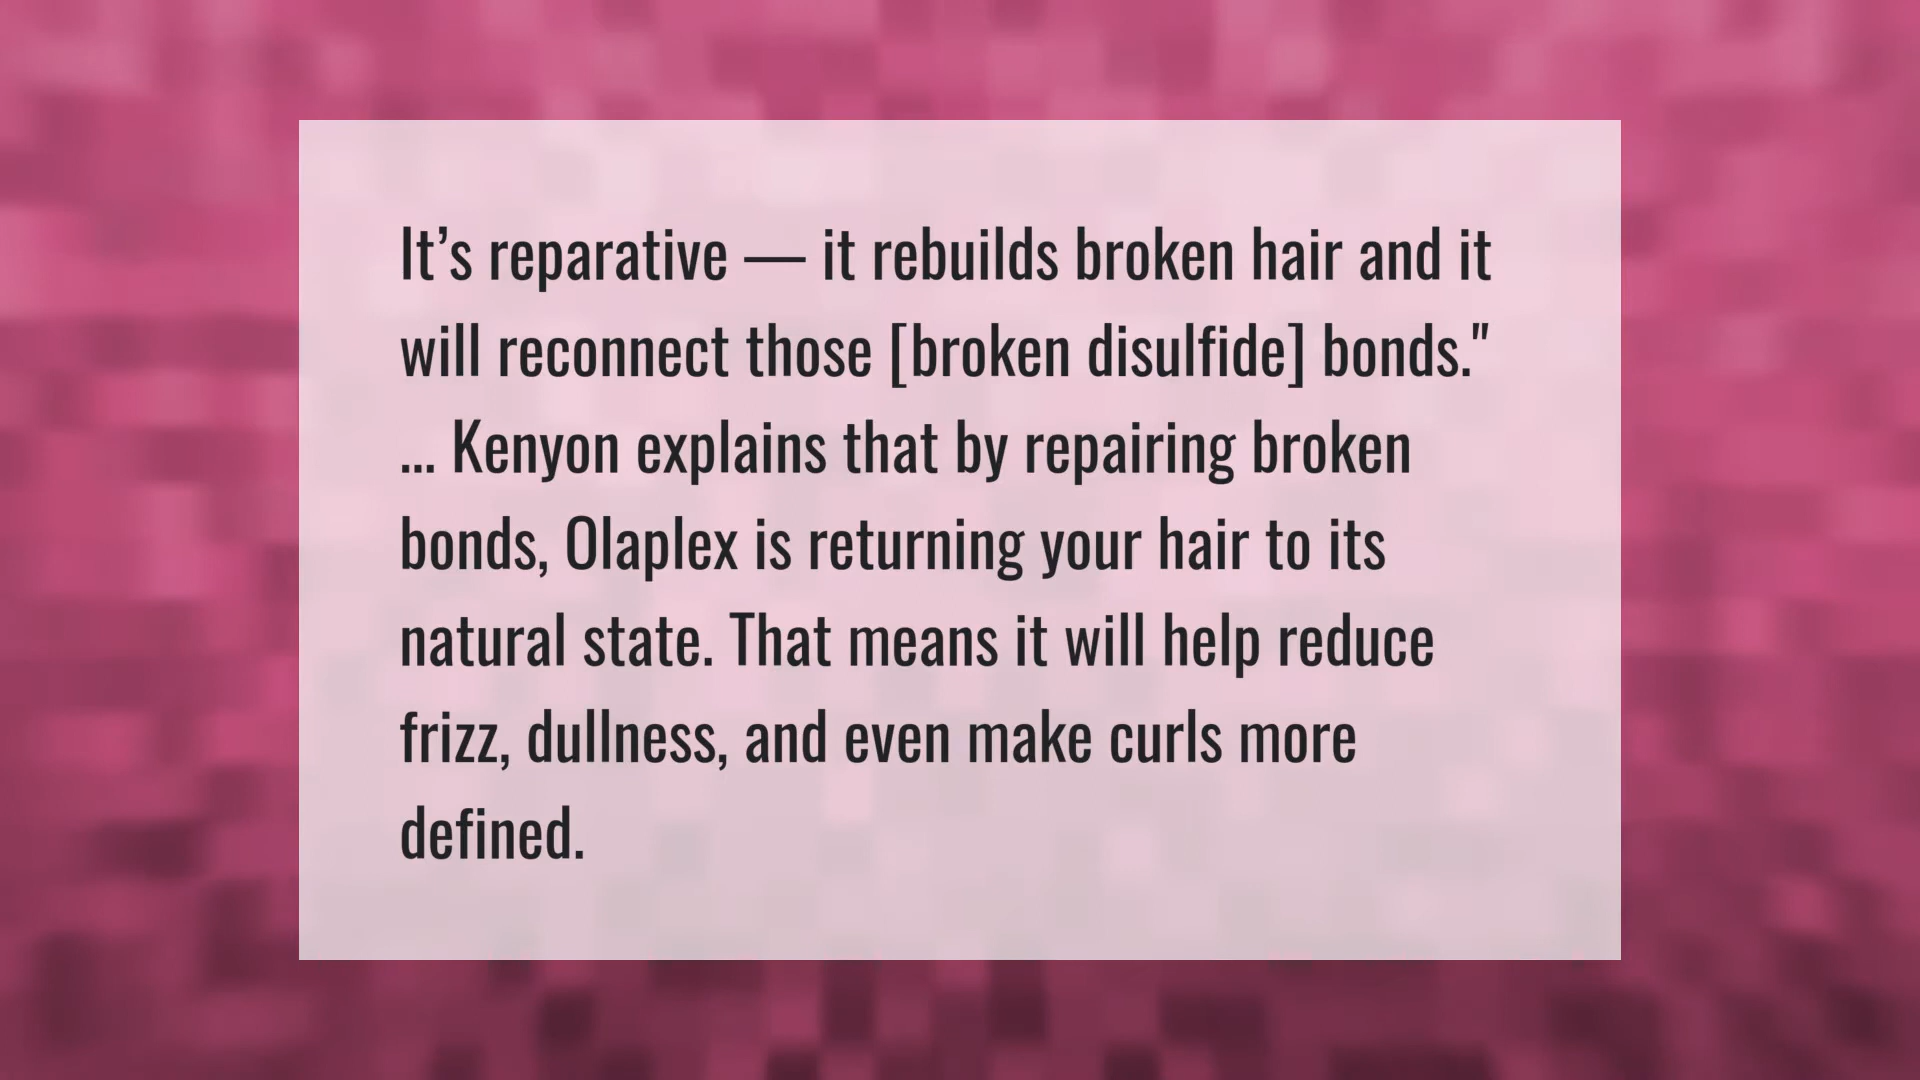 It’s reparative — it rebuilds broken hair and it
will reconnect those [broken disulfide] bonds."
... Kenyon explains that by repairing broken
bonds, Olaplex is returning your hair to its
natural state. That means it will help reduce
frizz, dullness, and even make curls more
defined.